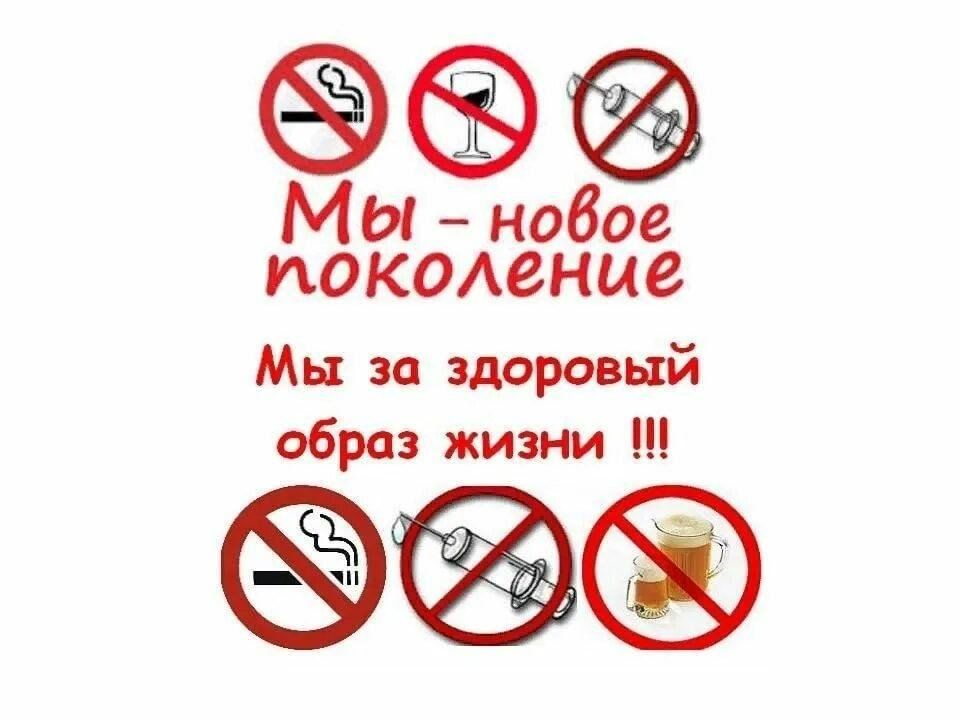 Мы - новое
поколение
Мы за здоровый
образ жизни !!!